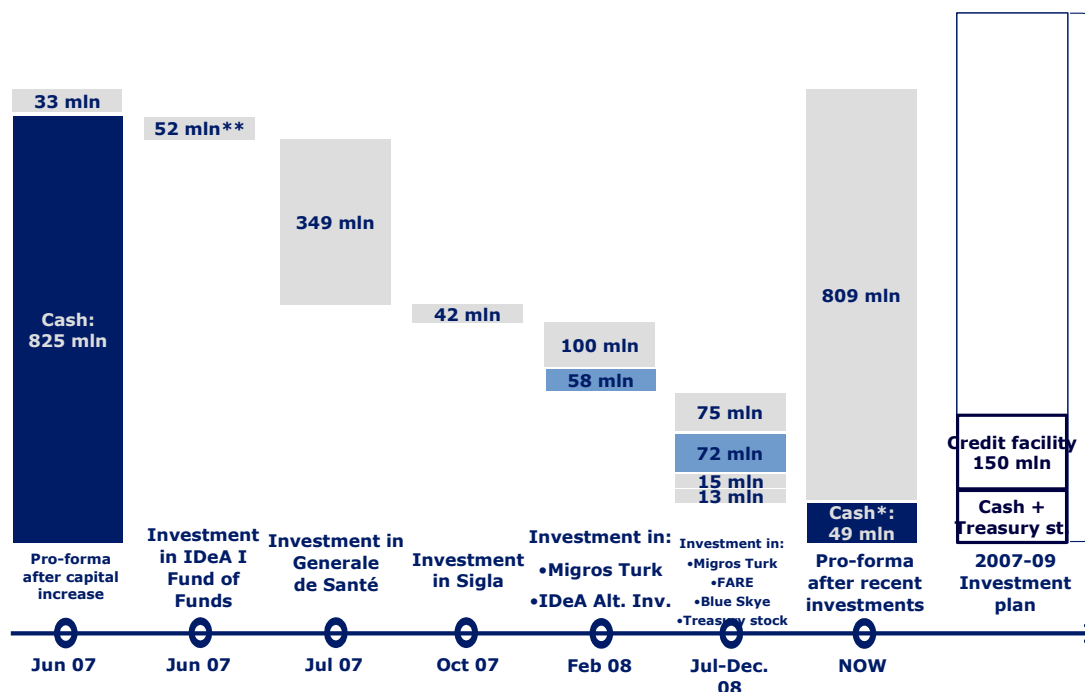 33 mln
Cash:
825 mln
52 mln**
349 mln
42 mln
100 mln
58 mln
75 mln
72 mln
15 mln
13 mln
809 mln
Cash*:
49 mln
Credit facility
150 mln
Cash +
Treasury st.
Pro-forma
after capital
increase
Investment
in IDeA I
Fund of
Funds
Investment in
Generale
de Santé
Investment
in Sigla
Investment in:
•Migros Turk
•IDeA Alt. Inv.
Investment in:
•Migros Turk
•FARE
•Blue Skye
•Treasury stock
Pro-forma
after recent
investments
2007-09
Investment
plan
Jun 07
Jun 07
Jul 07
Oct 07
Feb 08
Jul-Dec.
08
NOW